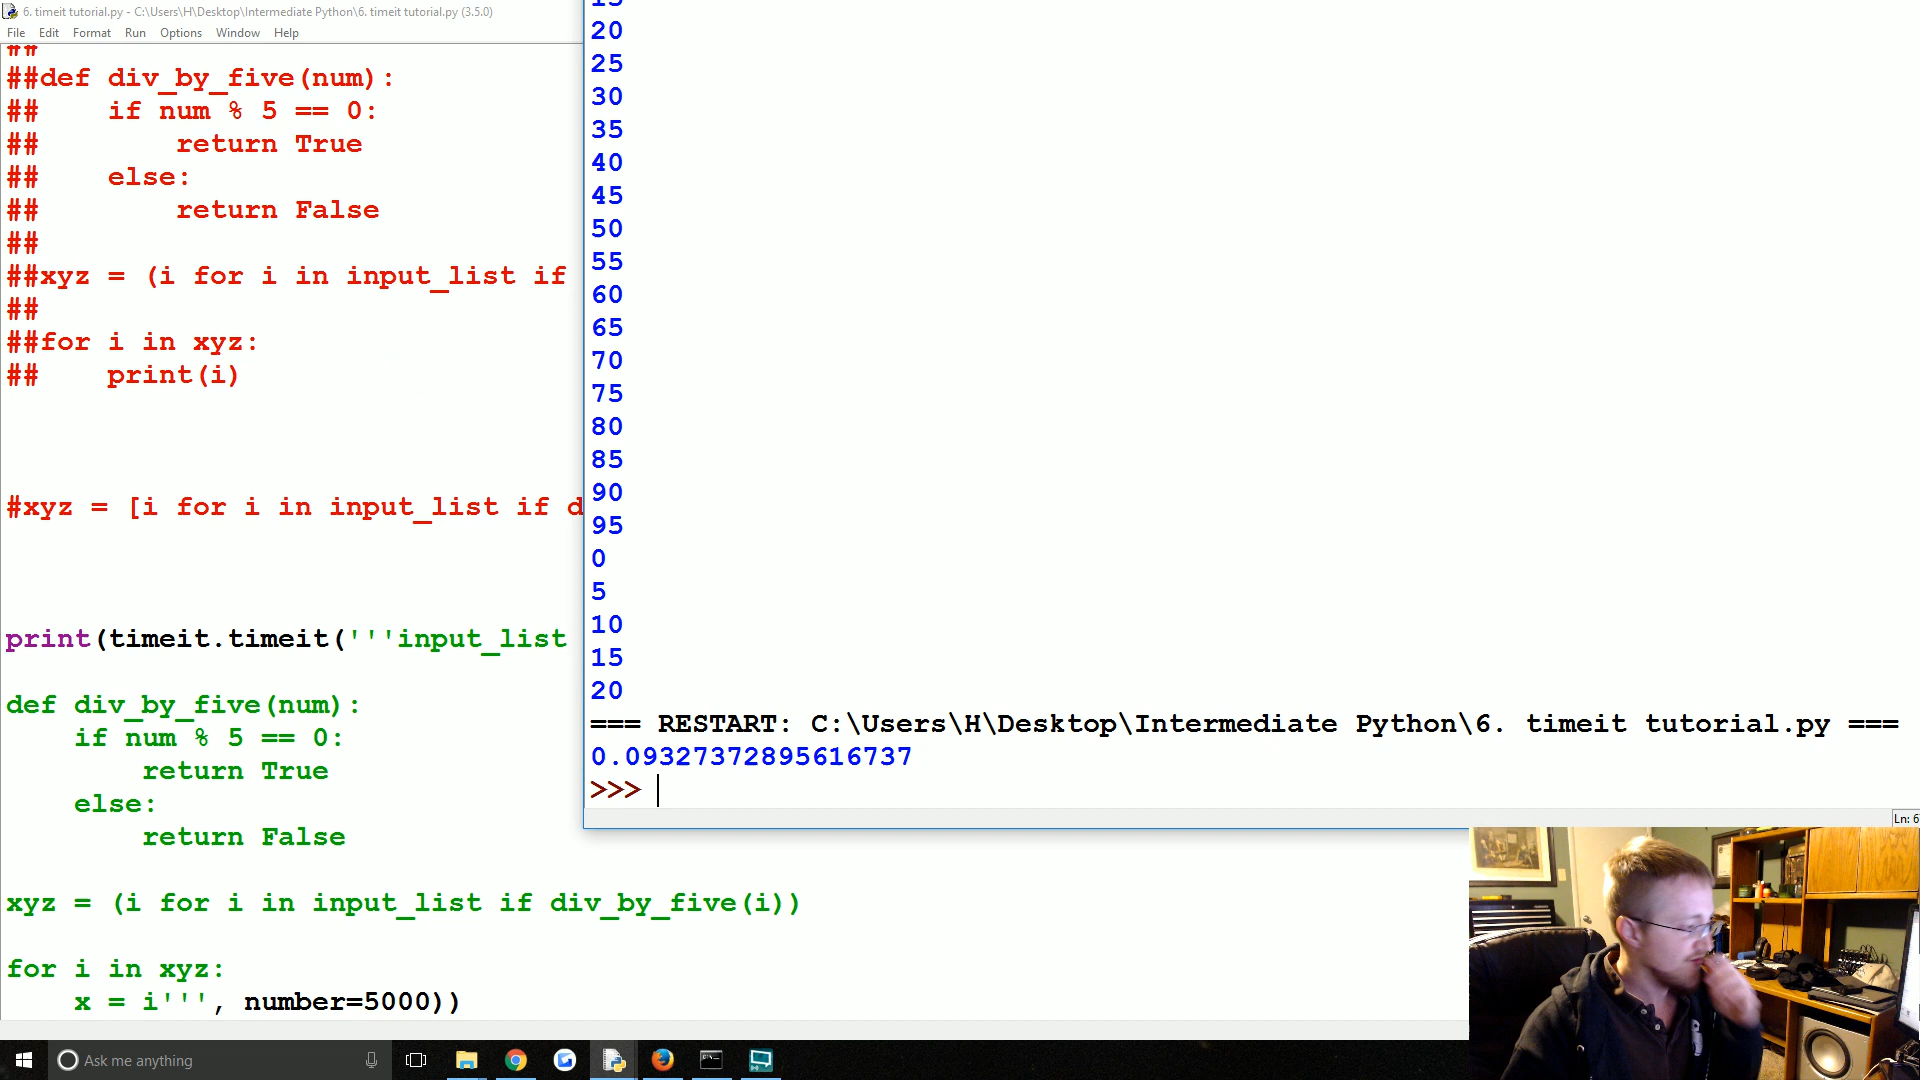 6. timeit tutorial.py - C:\Users\H\Desktop\Intermediate Python\6. timeit tutorial.py (3.5.0)
File Edit Format Run Options Window Help
##
##def div_by_five(num):
##    if num % 5 == 0:
##        return True
##    else:
##        return False
##
##xyz = (i for i in input_list if
##
##for i in xyz:
##    print(i)
#xyz = [i for i in input_list if d
print(timeit.timeit('''input_list
def div_by_five(num):
    if num % 5 == 0:
        return True
    else:
        return False
xyz = (i for i in input_list if div_by_five(i))
for i in xyz:
    x = i''', number=5000))
15
20
25
30
35
40
45
50
55
60
65
70
75
80
85
90
95
0
5
10
15
20
=== RESTART: C:\Users\H\Desktop\Intermediate Python\6. timeit tutorial.py ===
0.09327372895616737
>>>
Ln: 6
Ask me anything